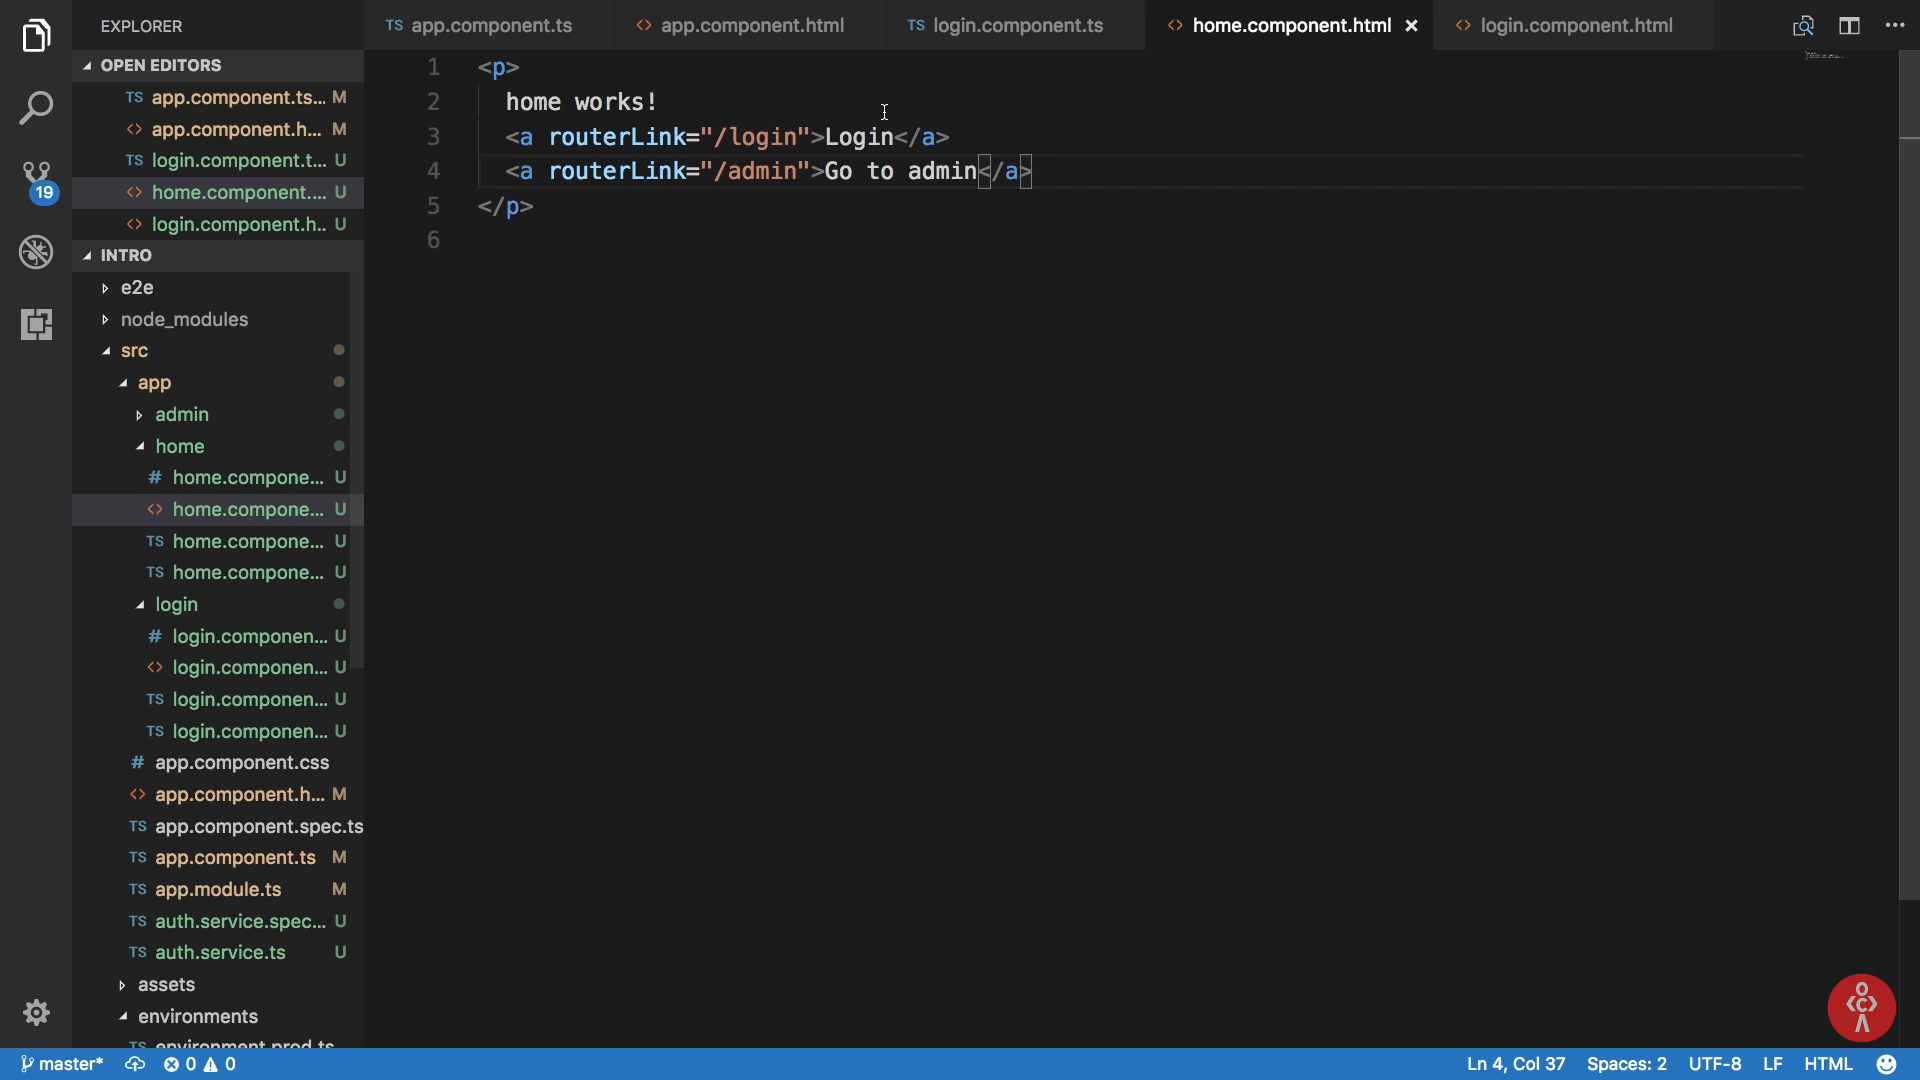 EXPLORER
OPEN EDITORS
TS app.component.ts... M
<> app.component.h... M
TS login.component.t... U
<> home.component.... U
<> login.component.h.. U
19
INTRO
e2e
node_modules
src
app
admin
home
# home.compone... U
<> home.compone... U
TS home.compone... U
TS home.compone... U
login
# login.componen... U
<> login.componen... U
TS login.componen... U
TS login.componen... U
# app.component.css
<> app.component.h... M
TS app.component.spec.ts
TS app.component.ts M
TS app.module.ts M
TS auth.service.spec... U
TS auth.service.ts U
assets
environments
TS environment.prod.ts
TS app.component.ts
<> app.component.html
TS login.component.ts
<> home.component.html
<> login.component.html
1 <p>
2 home works!
3 <a routerLink="/login">Login</a>
4 <a routerLink="/admin">Go to admin</a>
5 </p>
6
<C>
master* 0 0
Ln 4, Col 37 Spaces: 2 UTF-8 LF HTML